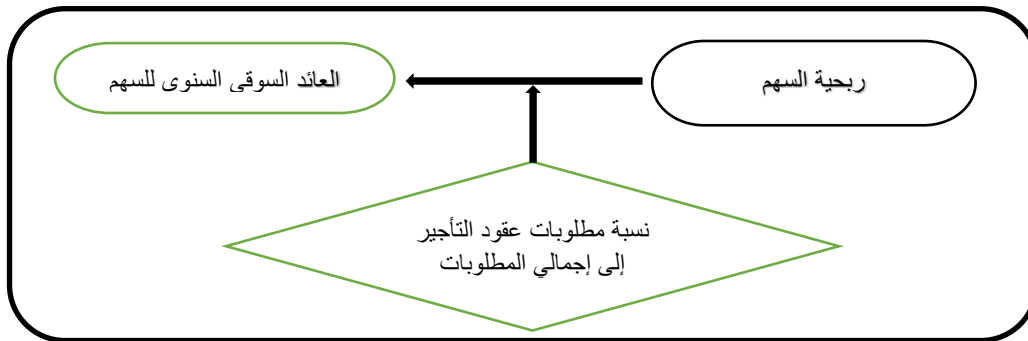 ربحية السهم
العائد السوقى السنوى للسهم
نسبة مطلوبات عقود التأجير
إلى إجمالي المطلوبات